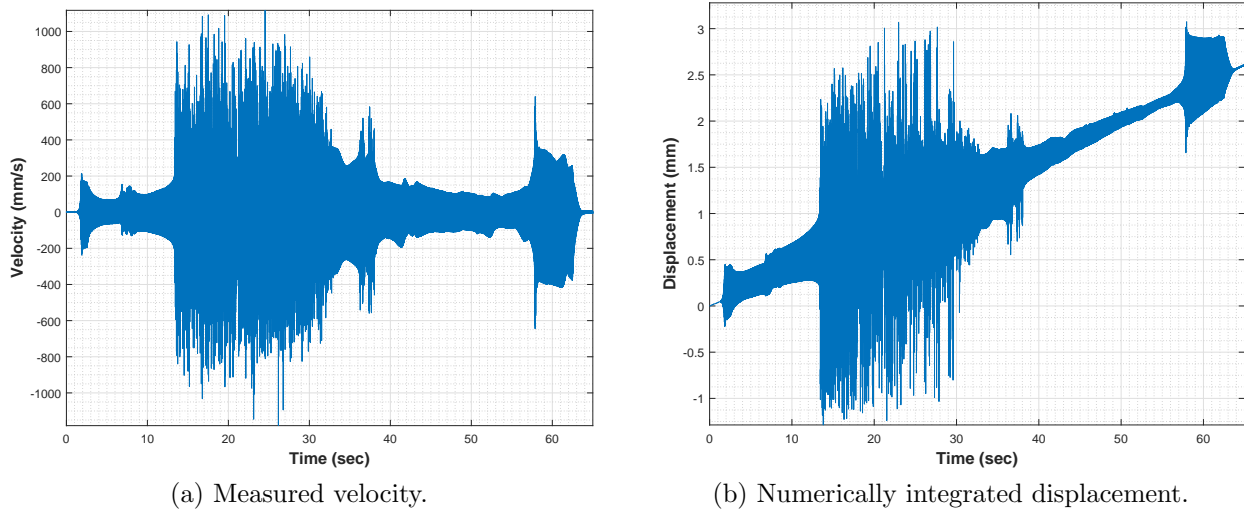 1000
800
600
400
200
0
-200
-400
-600
-800
-1000
Velocity (mm/s)
0 10 20 30 40 50 60
Time (sec)
(a) Measured velocity.
3
2.5
2
1.5
1
0.5
0
-0.5
-1
Displacement (mm)
0 10 20 30 40 50 60
Time (sec)
(b) Numerically integrated displacement.